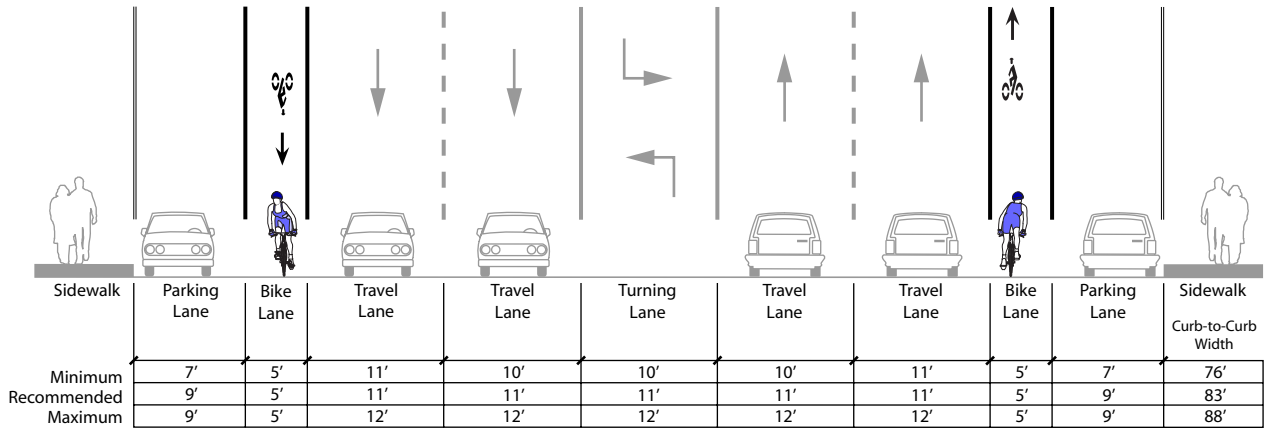 Sidewalk Parking Lane Bike Lane Travel Lane Travel Lane Turning Lane Travel Lane Travel Lane Bike Lane Parking Lane Sidewalk
Curb-to-Curb Width
Minimum 7’ 5’ 11’ 10’ 10’ 10’ 11’ 5’ 7’ 76’
Recommended 9’ 5’ 11’ 11’ 11’ 11’ 11’ 5’ 9’ 83’
Maximum 9’ 5’ 12’ 12’ 12’ 12’ 12’ 5’ 9’ 88’